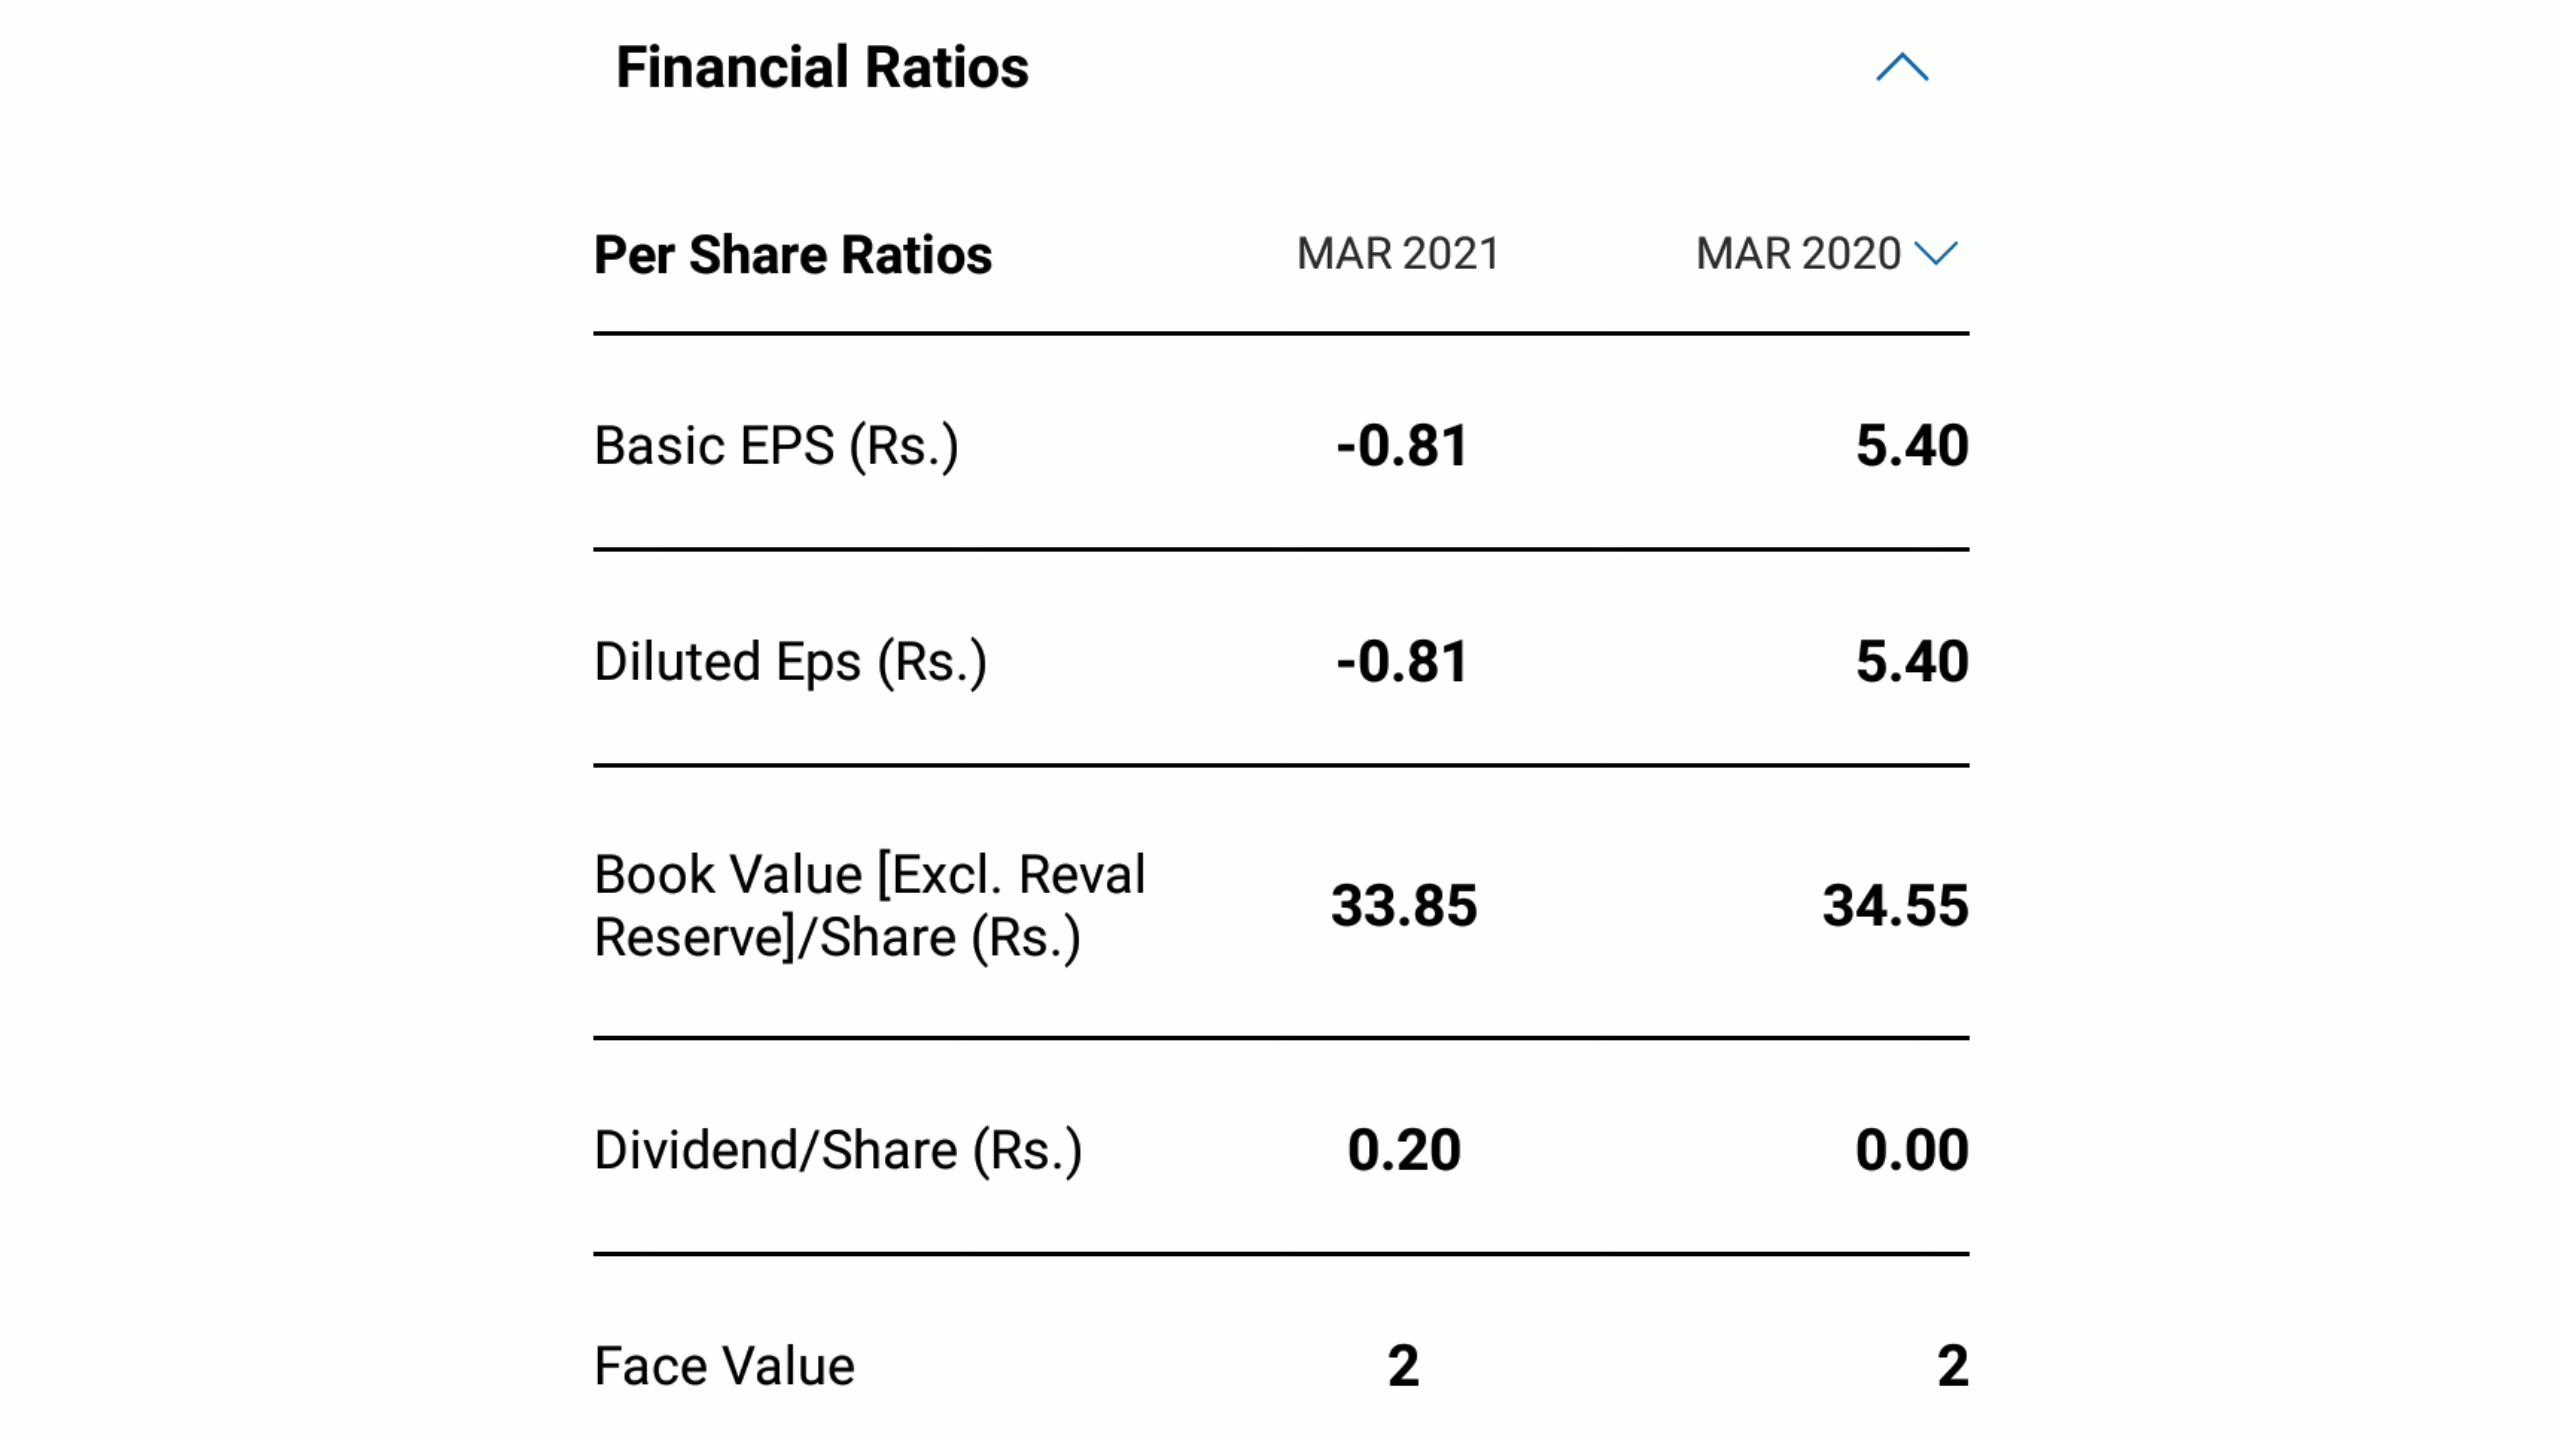 Financial Ratios
Per Share Ratios MAR 2021 MAR 2020
Basic EPS (Rs.) -0.81 5.40
Diluted Eps (Rs.) -0.81 5.40
Book Value [Excl. Reval
Reserve]/Share (Rs.) 33.85 34.55
Dividend/Share (Rs.) 0.20 0.00
Face Value 2 2